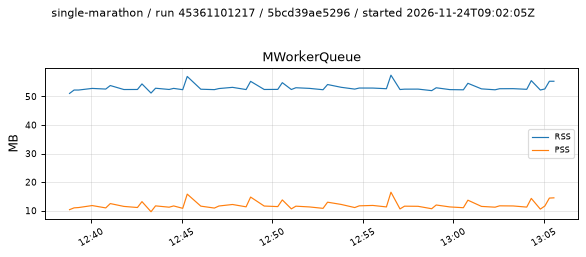 single-marathon / run 45361101217 / 5bcd39ae5296 / started 2026-11-24T09:02:05Z
MWorkerQueue
MB
50
40
30
20
10
RSS
PSS
12:40
12:45
12:50
12:55
13:00
13:05